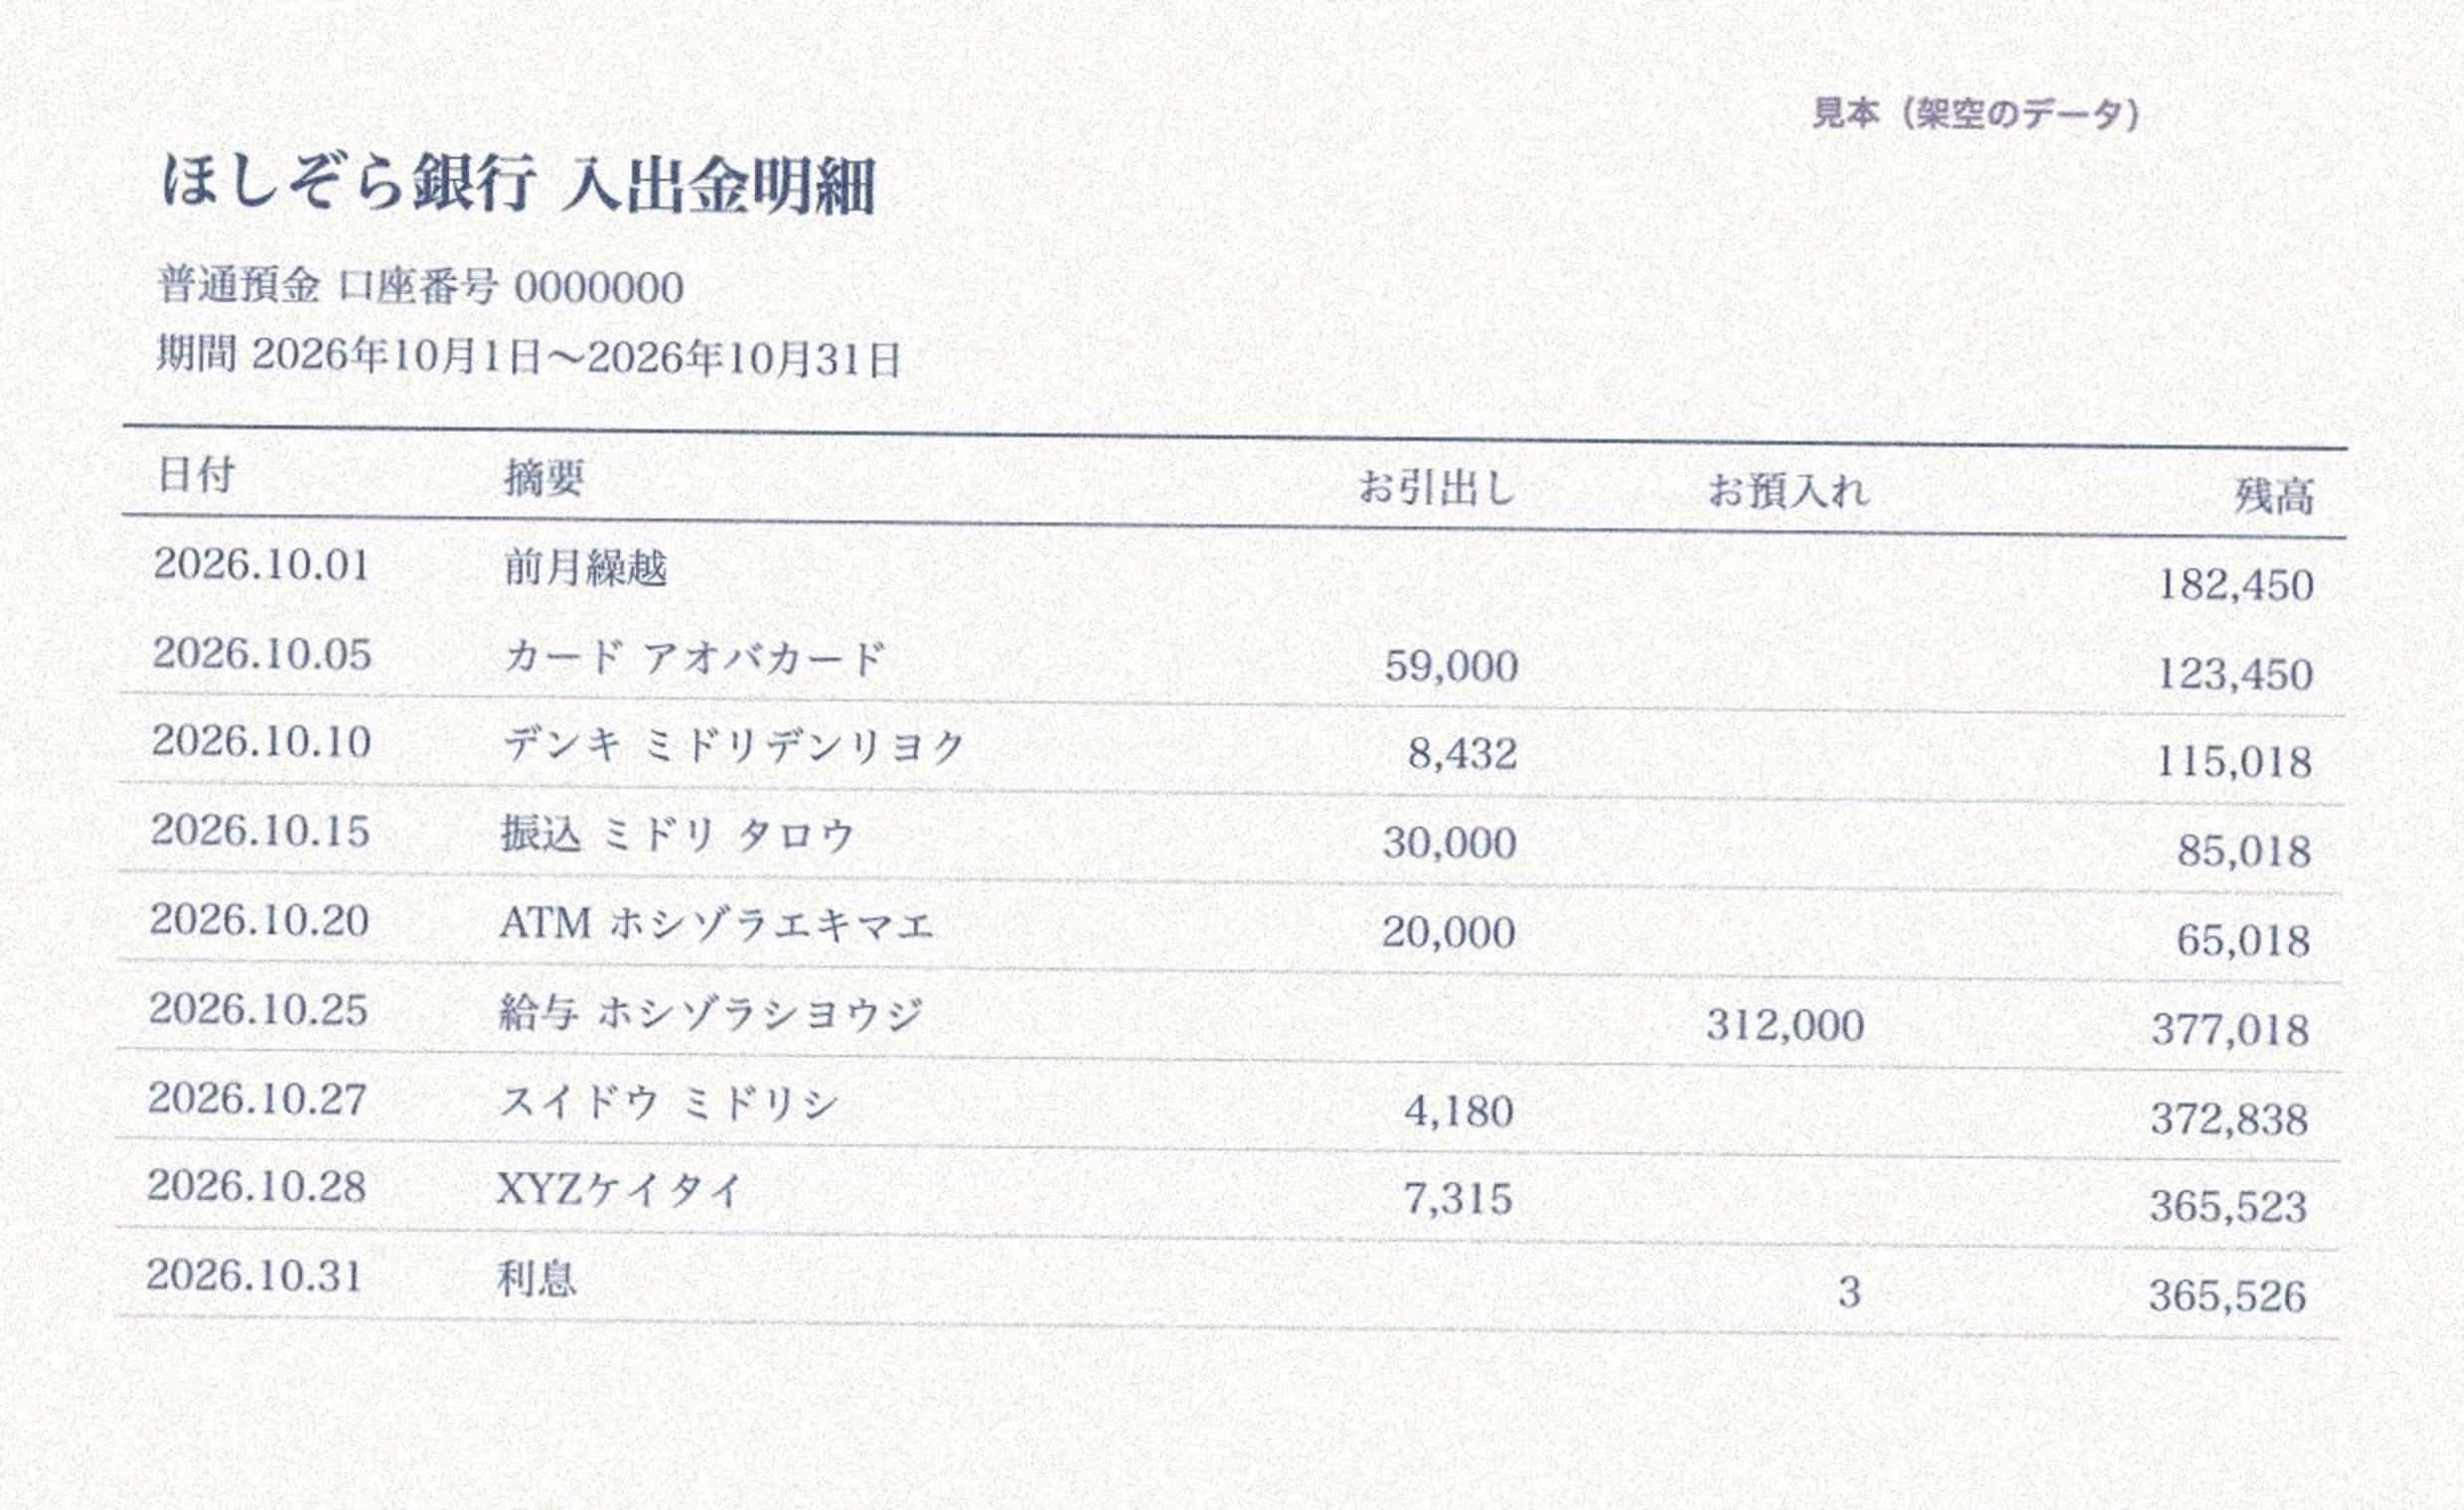 見本（架空のデータ）
ほしぞら銀行 入出金明細
普通預金 口座番号 0000000
期間 2026年10月1日～2026年10月31日
日付 摘要 お引出し お預入れ 残高
2026.10.01 前月繰越 182,450
2026.10.05 カード アオバカード 59,000 123,450
2026.10.10 デンキ ミドリデンリヨク 8,432 115,018
2026.10.15 振込 ミドリ タロウ 30,000 85,018
2026.10.20 ATM ホシゾラエキマエ 20,000 65,018
2026.10.25 給与 ホシゾラシヨウジ 312,000 377,018
2026.10.27 スイドウ ミドリシ 4,180 372,838
2026.10.28 XYZケイタイ 7,315 365,523
2026.10.31 利息 3 365,526